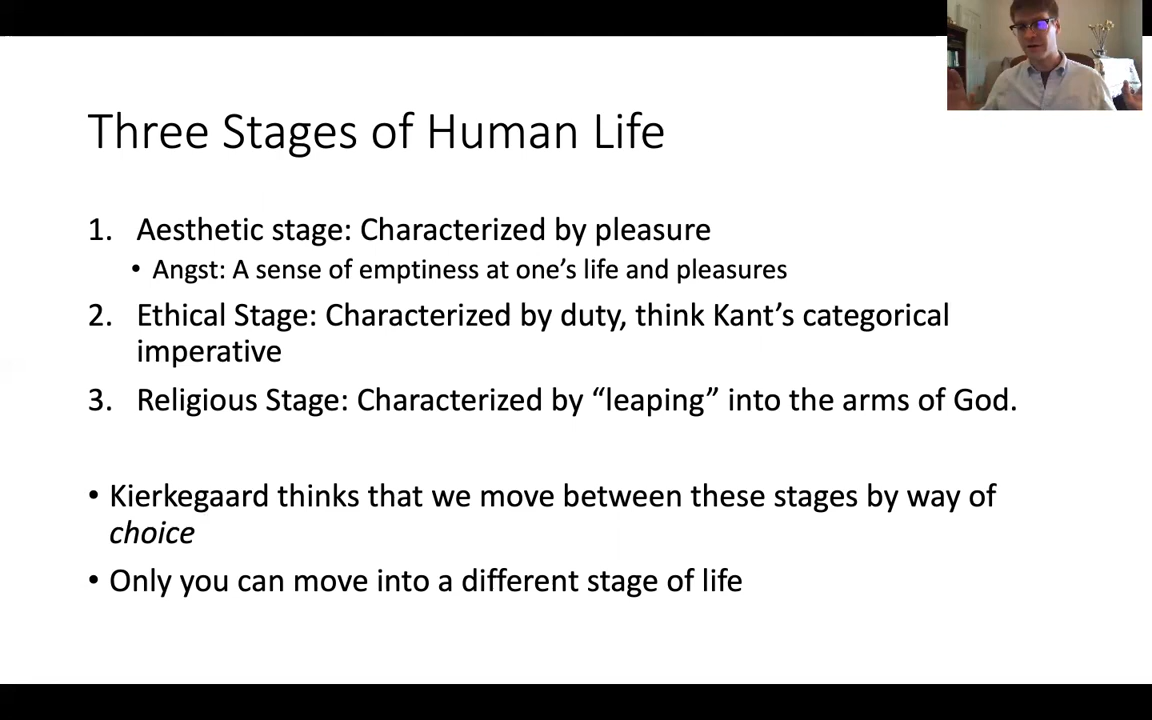 Three Stages of Human Life
1. Aesthetic stage: Characterized by pleasure
• Angst: A sense of emptiness at one’s life and pleasures
2. Ethical Stage: Characterized by duty, think Kant’s categorical
imperative
3. Religious Stage: Characterized by “leaping” into the arms of God.
• Kierkegaard thinks that we move between these stages by way of
choice
• Only you can move into a different stage of life